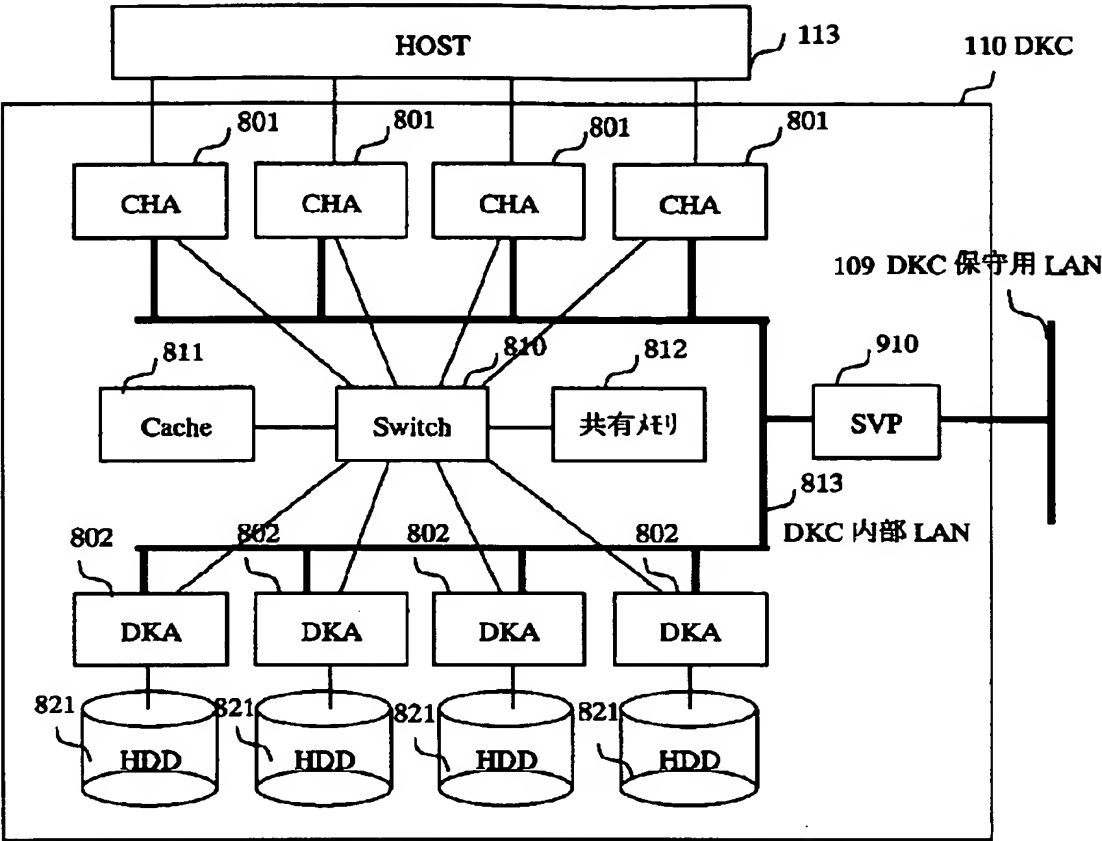 HOST
113
110 DKC
801
801
801
801
CHA
CHA
CHA
CHA
109 DKC 保守用 LAN
811
810
812
910
Cache
Switch
共有ﾒﾓﾘ
SVP
813
DKC 内部 LAN
802
802
802
802
DKA
DKA
DKA
DKA
821
821
821
821
HDD
HDD
HDD
HDD